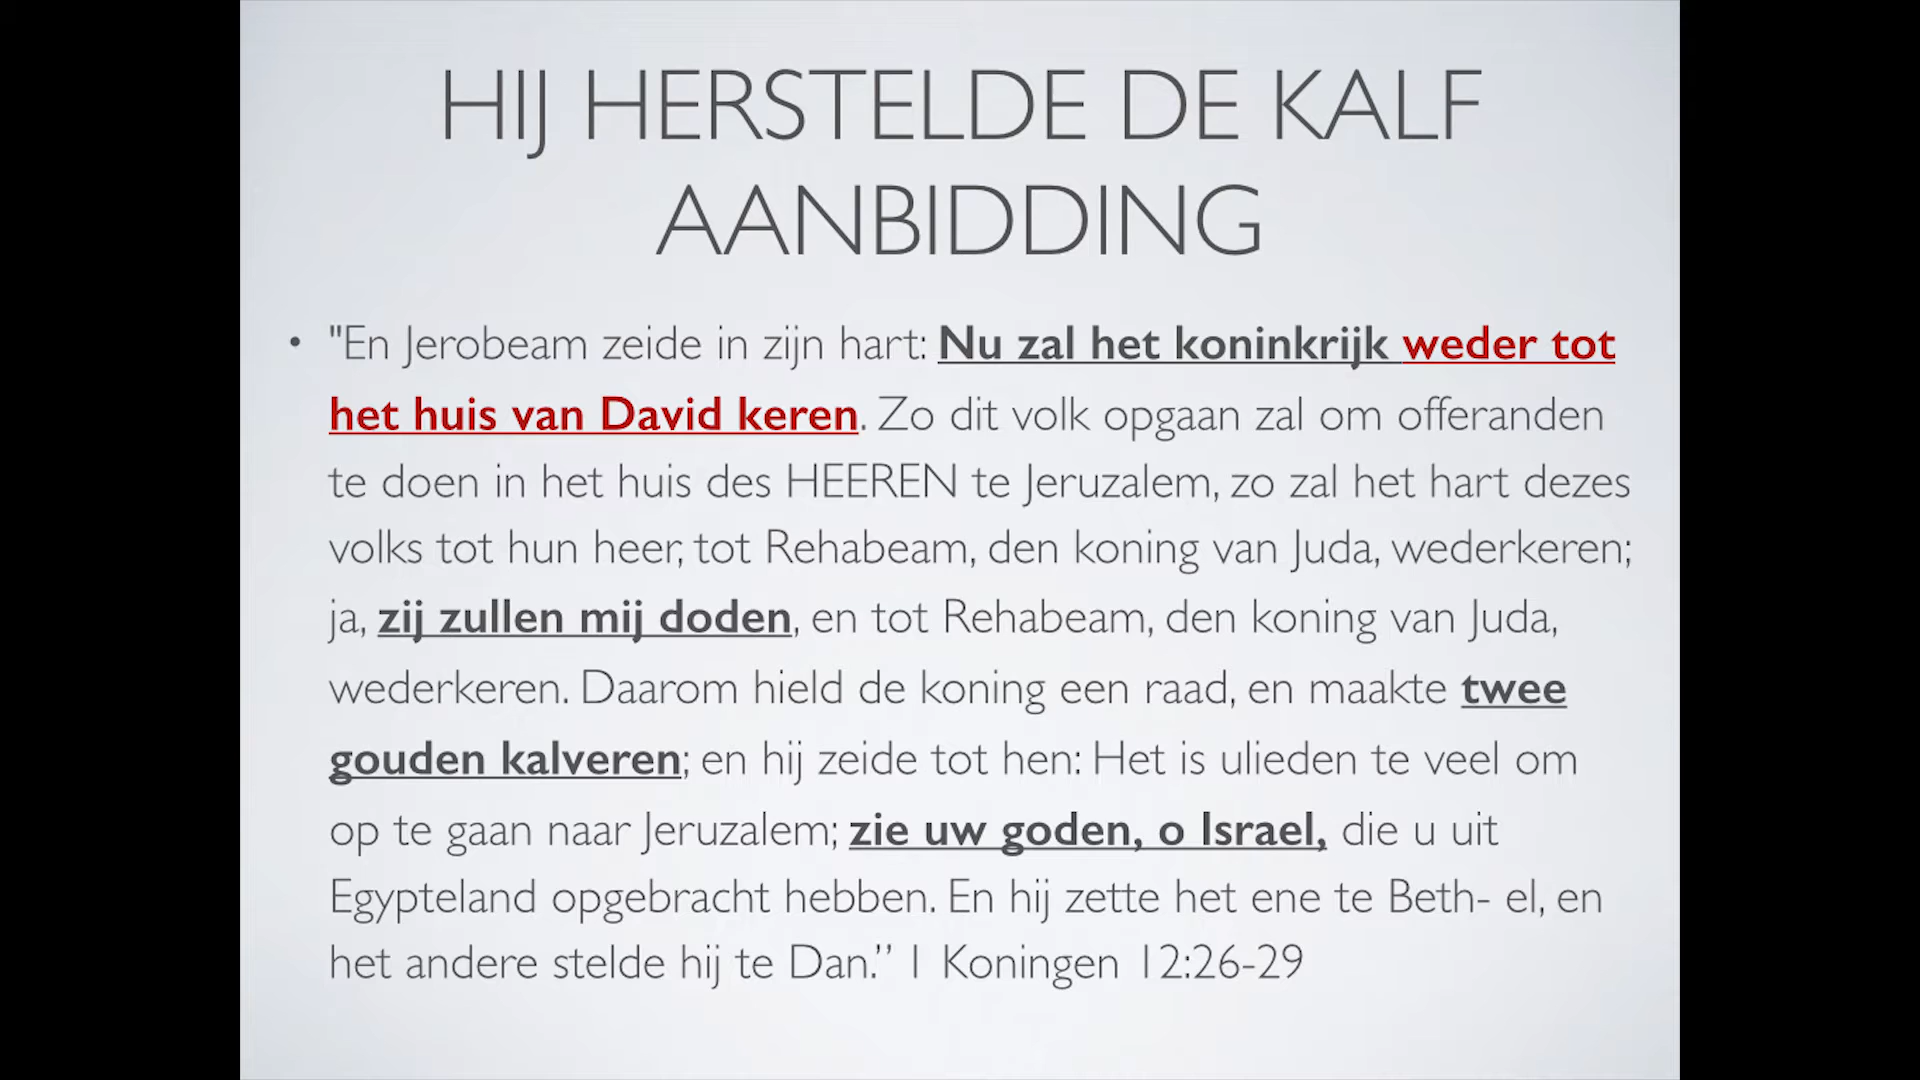 HIJ HERSTELDE DE KALF
AANBIDDING
• "En Jerobeam zeide in zijn hart: Nu zal het koninkrijk weder tot
het huis van David keren. Zo dit volk opgaan zal om offeranden
te doen in het huis des HEEREN te Jeruzalem, zo zal het hart dezes
volks tot hun heer, tot Rehabeam, den koning van Juda, wederkeren;
ja, zij zullen mij doden, en tot Rehabeam, den koning van Juda,
wederkeren. Daarom hield de koning een raad, en maakte twee
gouden kalveren; en hij zeide tot hen: Het is ulieden te veel om
op te gaan naar Jeruzalem; zie uw goden, o Israel, die u uit
Egypteland opgebracht hebben. En hij zette het ene te Beth- el, en
het andere stelde hij te Dan.’’ 1 Koningen 12:26-29